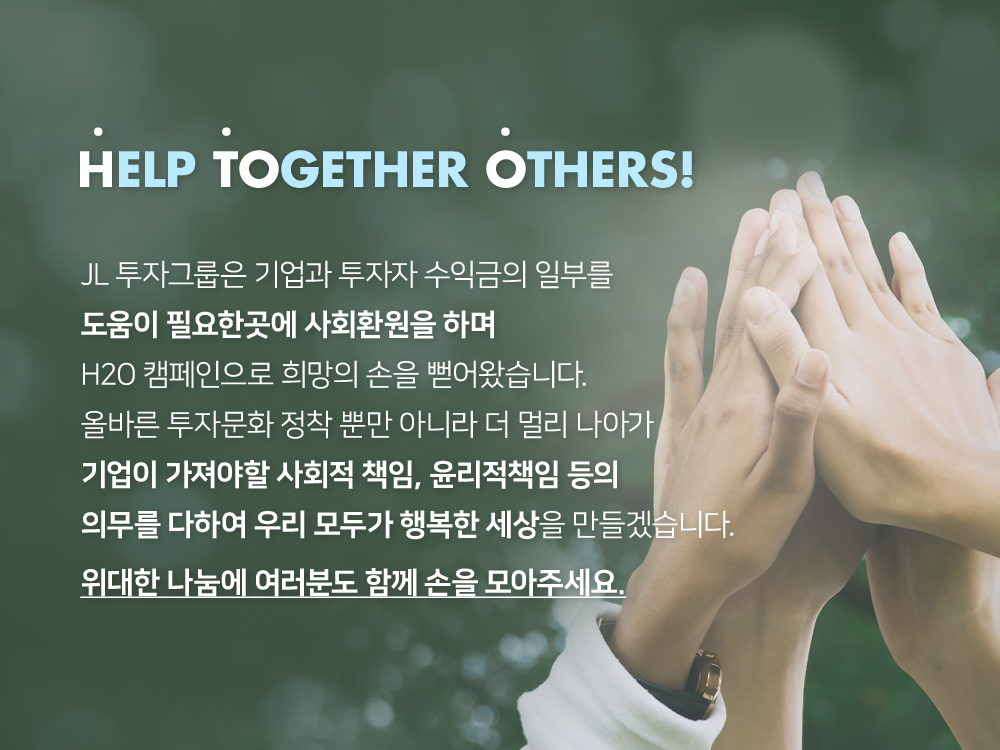 HELP TOGETHER OTHERS!
JL 투자그룹은 기업과 투자자 수익금의 일부를
도움이 필요한곳에 사회환원을 하며
H2O 캠페인으로 희망의 손을 뻗어왔습니다.
올바른 투자문화 정착 뿐만 아니라 더 멀리 나아가
기업이 가져야할 사회적 책임, 윤리적책임 등의
의무를 다하여 우리 모두가 행복한 세상을 만들겠습니다.
위대한 나눔에 여러분도 함께 손을 모아주세요.